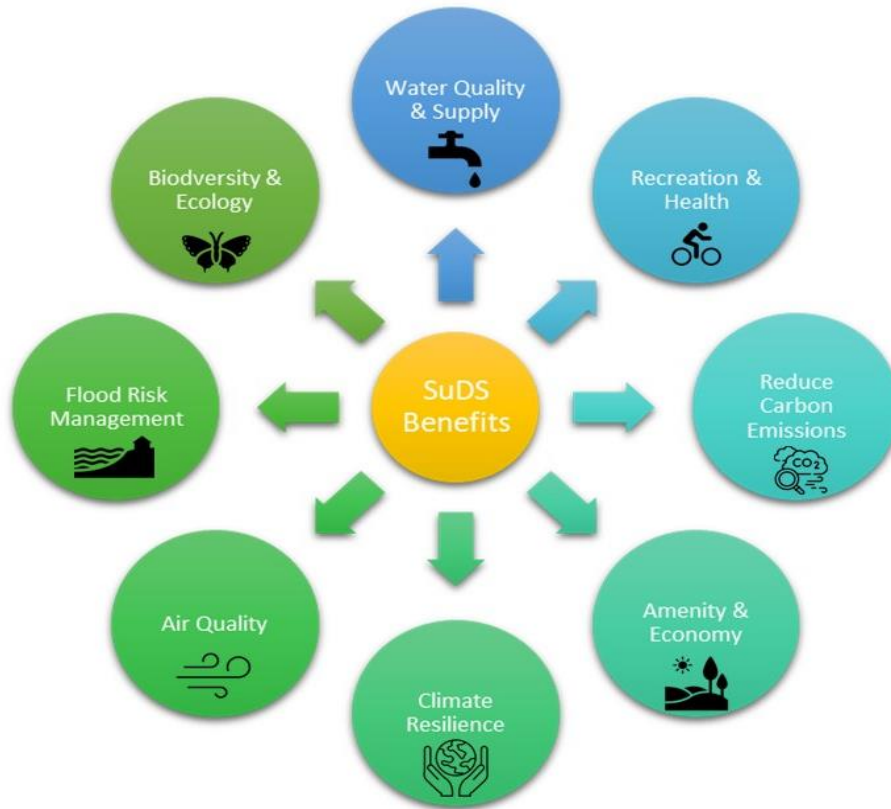 Water Quality
& Supply
Recreation &
Health
Reduce
Carbon
Emissions
CO2
Amenity &
Economy
Climate
Resilience
Air Quality
Flood Risk
Management
Biodversity &
Ecology
SuDS
Benefits